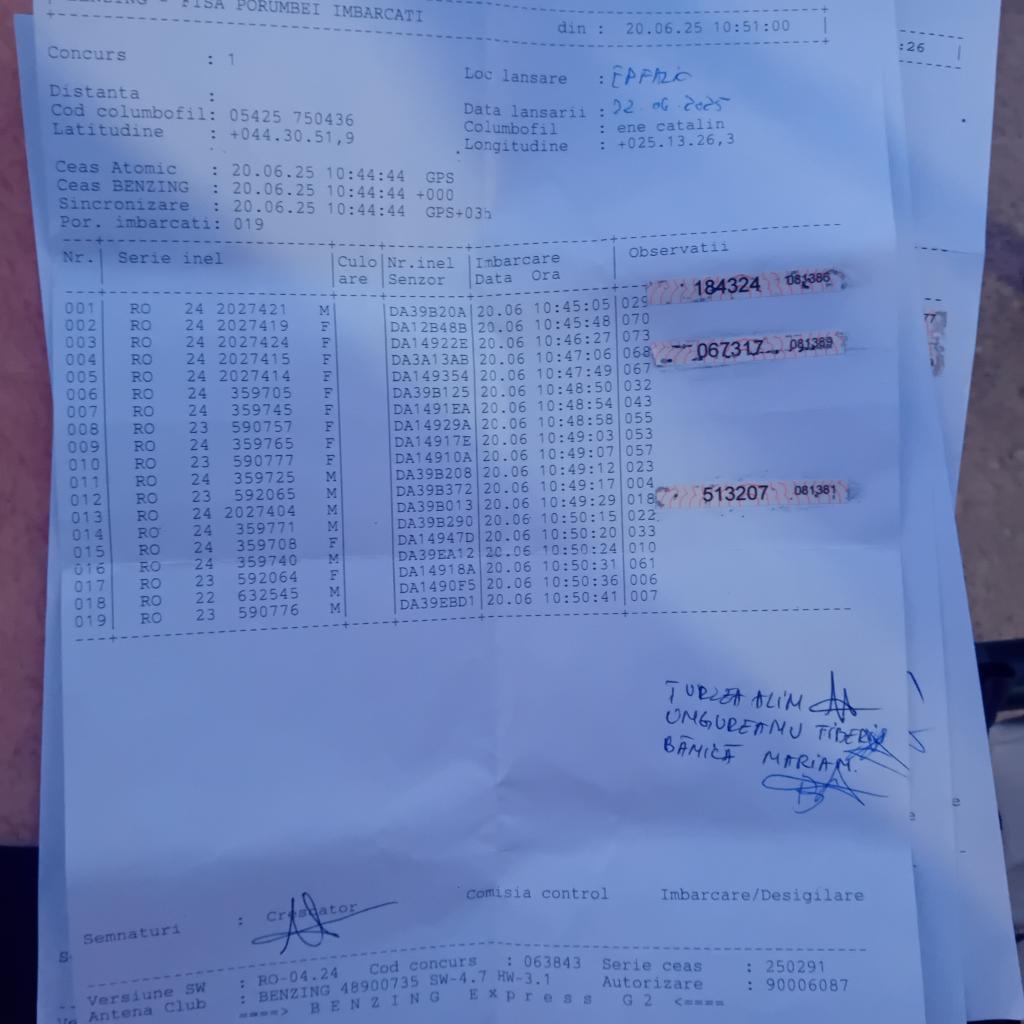 BENZING - FISA PORUMBEI IMBARCATI
din : 20.06.25 10:51:00
Concurs : 1
Loc lansare :
Distanta :
Data lansarii : 22.06.2025
Cod columbofil: 05425 750436
Columbofil : ene catalin
Latitudine : +044.30.51,9
Longitudine : +025.13.26,3
Ceas Atomic : 20.06.25 10:44:44 GPS
Ceas BENZING : 20.06.25 10:44:44 +000
Sincronizare : 20.06.25 10:44:44 GPS+03h
Por. imbarcati: 019
Nr. Serie inel Culo Nr.inel Imbarcare Observatii
are Senzor Data Ora
001 RO 24 2027421 M DA39B20A 20.06 10:45:05 029 184324 081386
002 RO 24 2027419 F DA12B48B 20.06 10:45:48 070
003 RO 24 2027424 F DA14922E 20.06 10:46:27 073
004 RO 24 2027415 F DA3A13AB 20.06 10:47:06 068 067317 081389
005 RO 24 2027414 F DA149354 20.06 10:47:49 067
006 RO 24 359705 F DA39B125 20.06 10:48:50 032
007 RO 24 359745 F DA1491EA 20.06 10:48:54 043
008 RO 23 590757 F DA14929A 20.06 10:48:58 055
009 RO 24 359765 F DA14917E 20.06 10:49:03 053
010 RO 23 590777 F DA14910A 20.06 10:49:07 057
011 RO 24 359725 M DA39B208 20.06 10:49:12 023
012 RO 23 592065 M DA39B372 20.06 10:49:17 004
013 RO 24 2027404 M DA39B013 20.06 10:49:29 018 513207 081381
014 RO 24 359771 M DA39B290 20.06 10:50:15 022
015 RO 24 359708 F DA14947D 20.06 10:50:20 033
016 RO 24 359740 M DA39EA12 20.06 10:50:24 010
017 RO 23 592064 F DA14918A 20.06 10:50:31 061
018 RO 22 632545 M DA1490F5 20.06 10:50:36 006
019 RO 23 590776 M DA39EBD1 20.06 10:50:41 007
TURLEA ALIN
UNGUREANU TIBERIU
BĂNICĂ MARIAN
Comisia control Imbarcare/Desigilare
Semnaturi : Crescator
Versiune SW : RO-04.24 Cod concurs : 063843 Serie ceas : 250291
Antena Club : BENZING 48900735 SW-4.7 HW-3.1 Autorizare : 90006087
====> B E N Z I N G E x p r e s s G 2 <====
:26
77